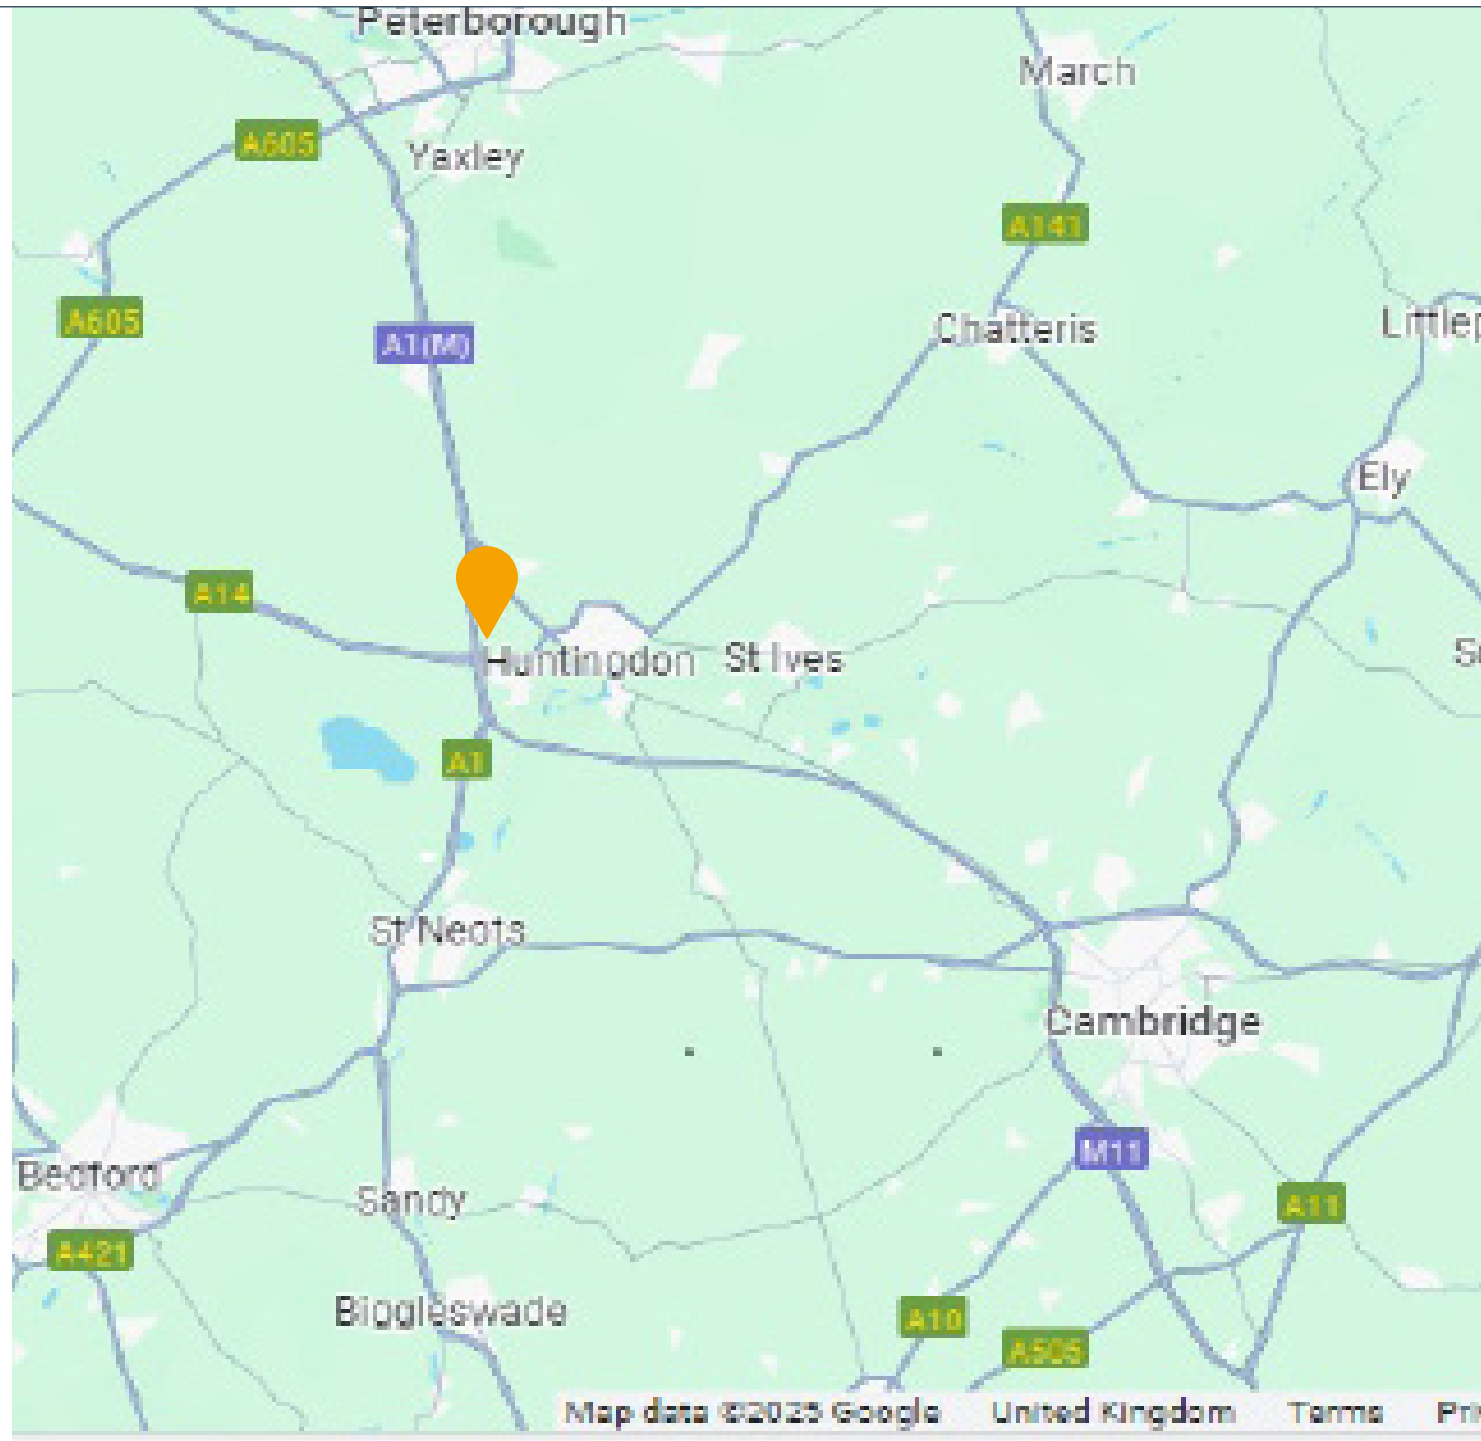 Peterborough
March
A605
Yaxley
A141
A605
A1(M)
Chatteris
Ely
A14
Huntingdon
St Ives
A1
St Neots
Cambridge
M11
Bedford
Sandy
A11
A421
Biggleswade
A10
A505
Map data ©2025 Google United Kingdom Terms